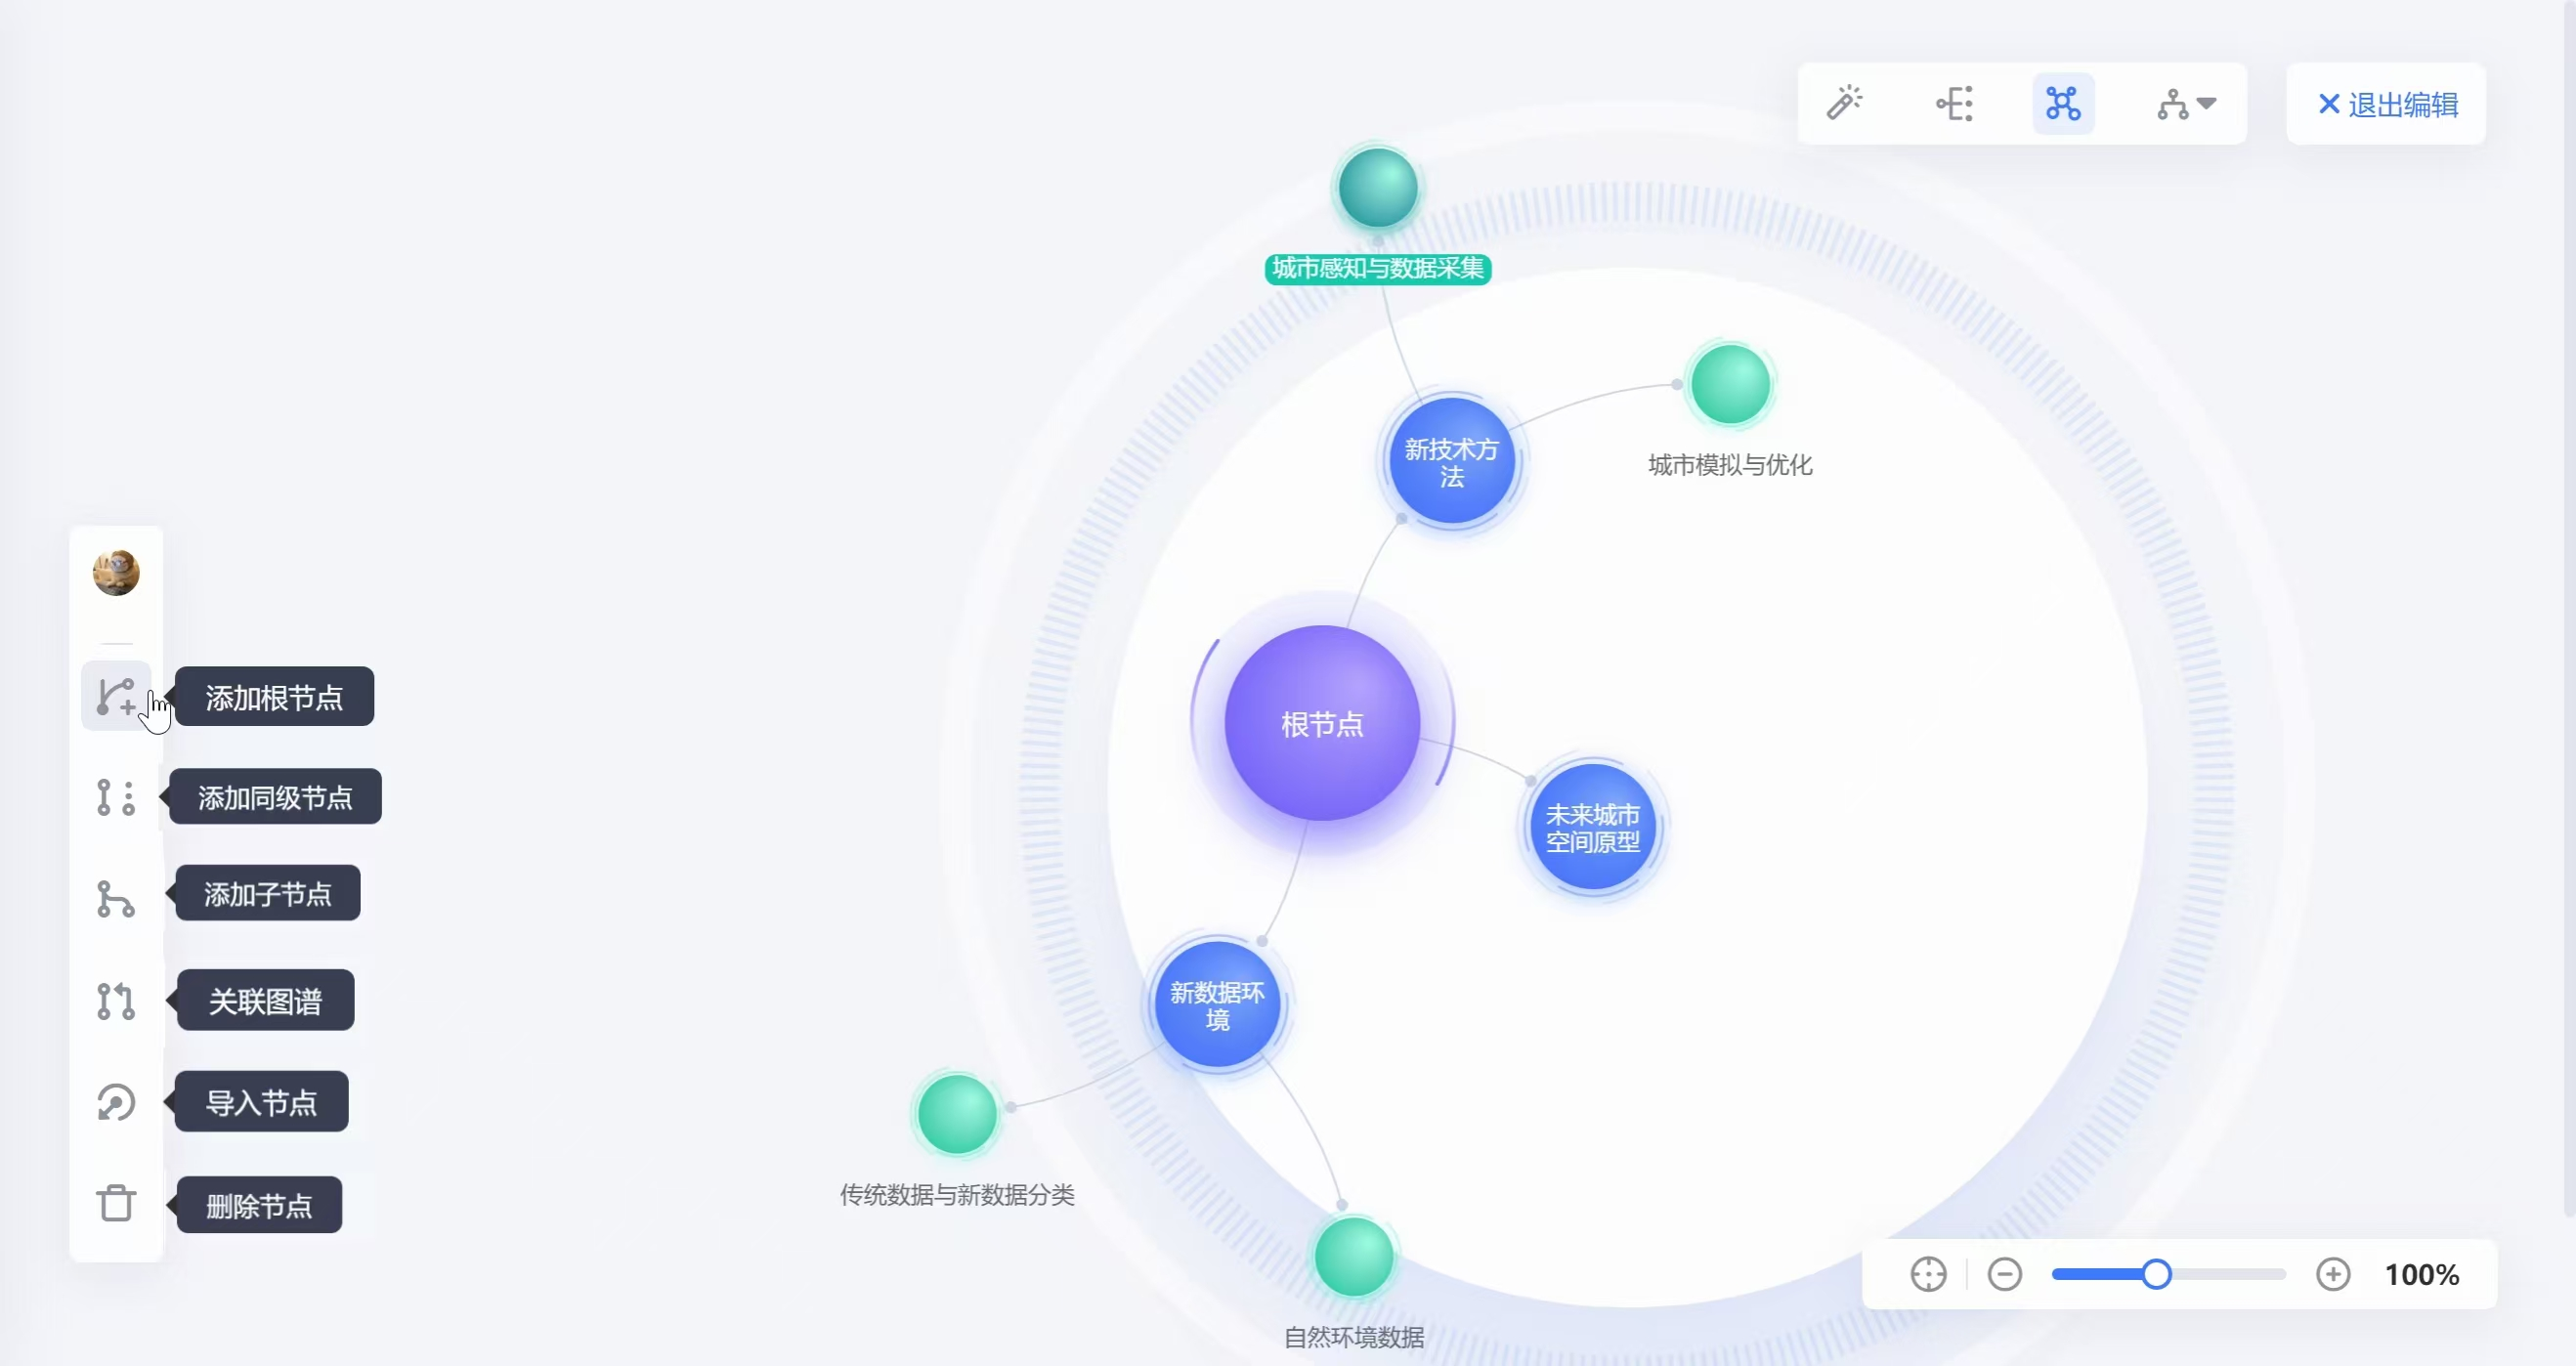 退出编辑
城市感知与数据采集
新技术方
法
城市模拟与优化
添加根节点
根节点
添加同级节点
未来城市
空间原型
添加子节点
新数据环
境
关联图谱
导入节点
传统数据与新数据分类
删除节点
100%
自然环境数据